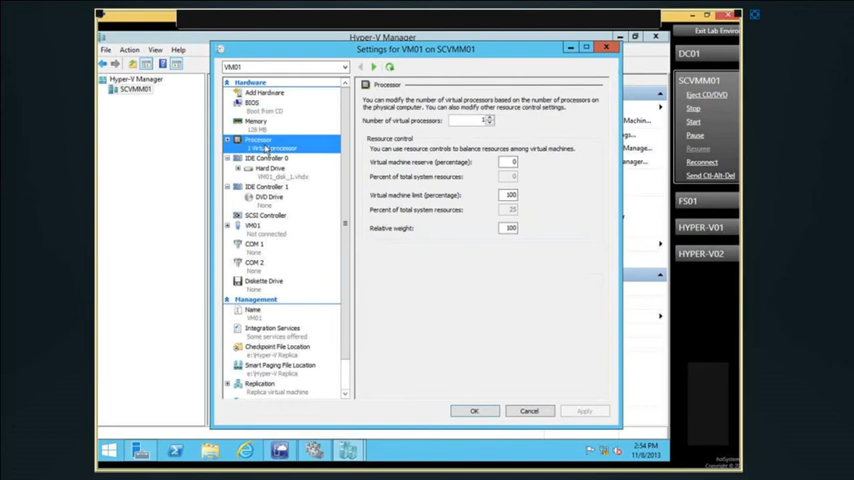 Hyper-V Manager
Exit Lab Enviro
File Action View Help
Hyper-V Manager
SCVMM01
Settings for VM01 on SCVMM01
VM01
Hardware
Add Hardware
BIOS
Boot from CD
Memory
128 MB
Processor
1 Virtual processor
IDE Controller 0
Hard Drive
VM01_disk_1.vhdx
IDE Controller 1
DVD Drive
None
SCSI Controller
VM01
Not connected
COM 1
None
COM 2
None
Diskette Drive
None
Management
Name
VM01
Integration Services
Some services offered
Checkpoint File Location
e:\Hyper-V Replica
Smart Paging File Location
e:\Hyper-V Replica
Replication
Replica virtual machine
Processor
You can modify the number of virtual processors based on the number of processors on
the physical computer. You can also modify other resource control settings.
Number of virtual processors: 1
Resource control
You can use resource controls to balance resources among virtual machines.
Virtual machine reserve (percentage): 0
Percent of total system resources: 0
Virtual machine limit (percentage): 100
Percent of total system resources: 25
Relative weight: 100
OK Cancel Apply
Machin...
nager...
nager...
DC01
SCVMM01
Eject CD/DVD
Stop
Start
Pause
Resume
Reconnect
Send Ctl-Alt-Del
FS01
HYPER-V01
HYPER-V02
2:54 PM
11/8/2013